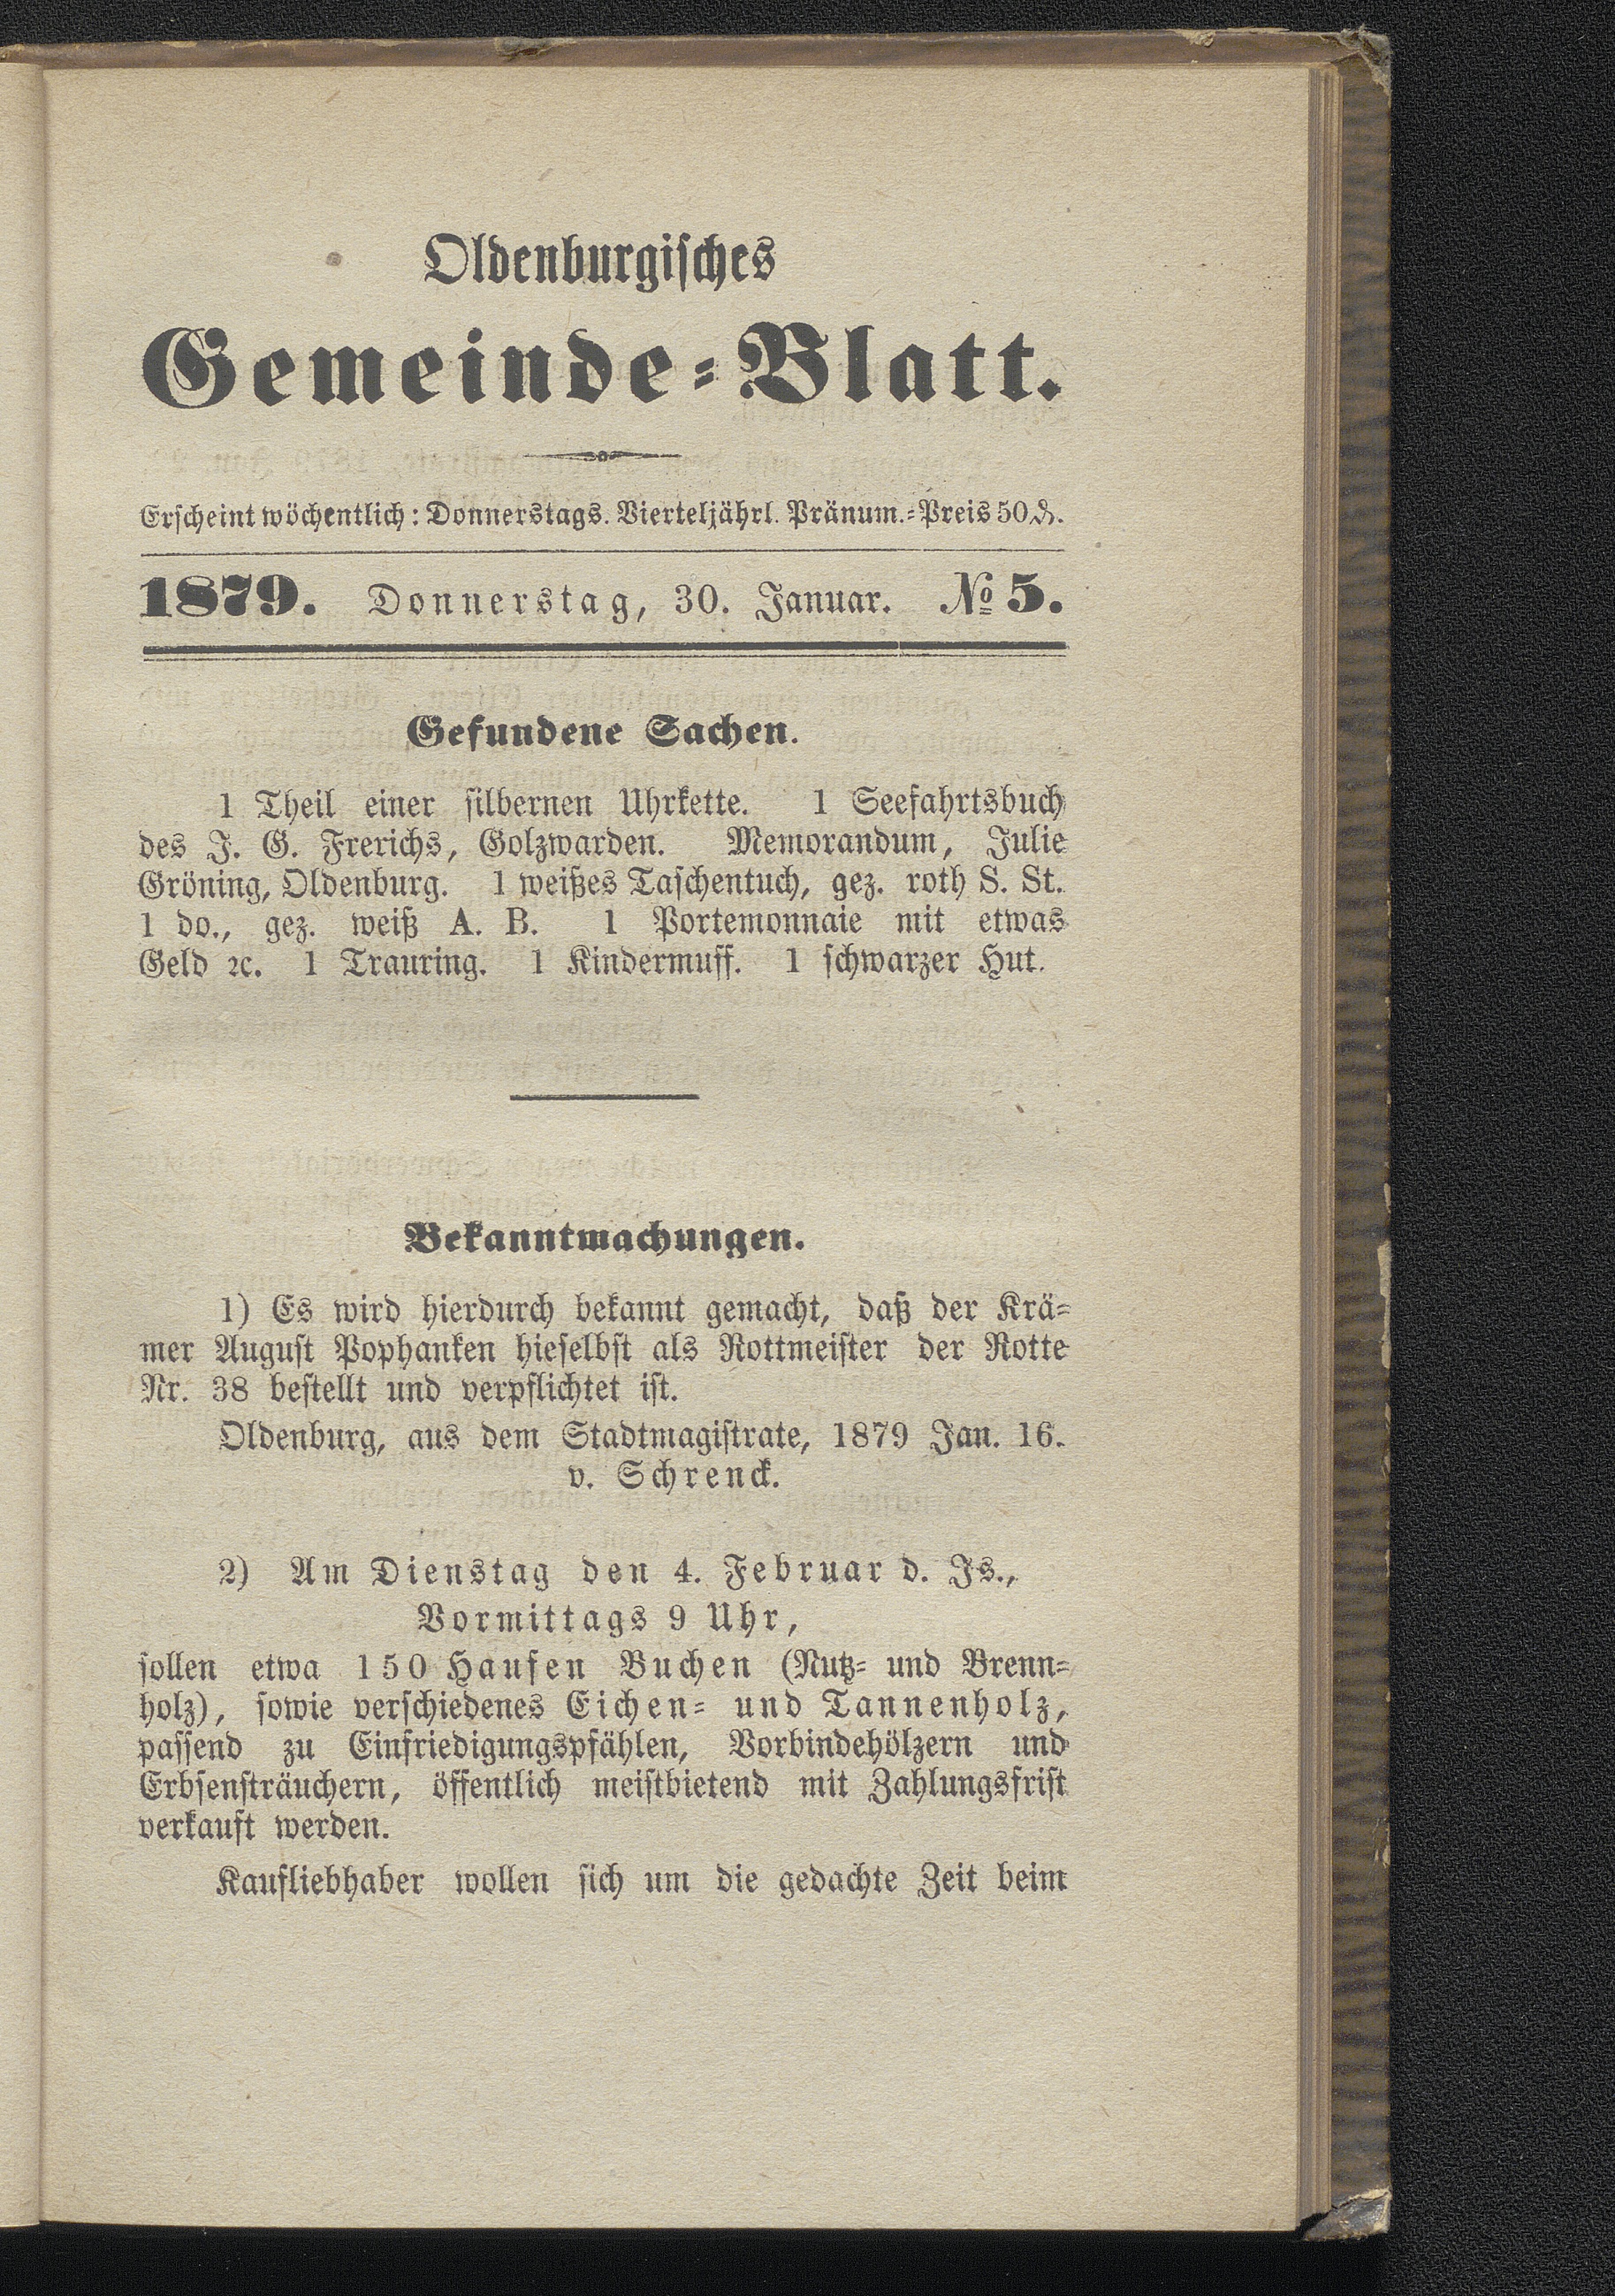 Oldenburgisches
Gemeinde-Blatt.
Erscheint wöchentlich: Donnerstags. Vierteljährl. Pränum.-Preis 50 ₰.
1879. Donnerstag, 30. Januar. № 5.
Gefundene Sachen.
1 Theil einer silbernen Uhrkette. 1 Seefahrtsbuch
des J. G. Frerichs, Golzwarden. Memorandum, Julie
Gröning, Oldenburg. 1 weißes Taschentuch, gez. roth S. St.
1 do., gez. weiß A. B. 1 Portemonnaie mit etwas
Geld ꝛc. 1 Trauring. 1 Kindermuff. 1 schwarzer Hut.
Bekanntmachungen.
1) Es wird hierdurch bekannt gemacht, daß der Krä-
mer August Pophanken hieselbst als Rottmeister der Rotte
Nr. 38 bestellt und verpflichtet ist.
Oldenburg, aus dem Stadtmagistrate, 1879 Jan. 16.
v. Schrenck.
2) Am Dienstag den 4. Februar d. Js.,
Vormittags 9 Uhr,
sollen etwa 150 Haufen Buchen (Nutz- und Brenn-
holz), sowie verschiedenes Eichen- und Tannenholz,
passend zu Einfriedigungspfählen, Vorbindehölzern und
Erbsensträuchern, öffentlich meistbietend mit Zahlungsfrist
verkauft werden.
Kaufliebhaber wollen sich um die gedachte Zeit beim